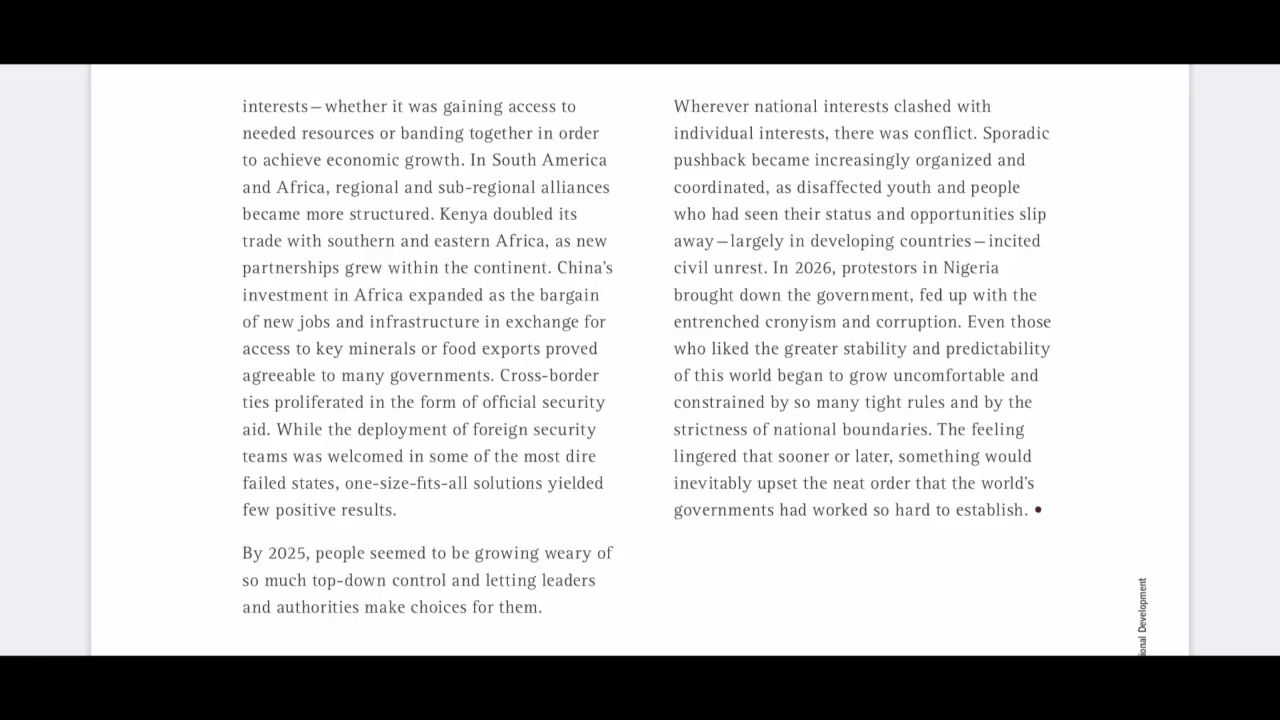 interests—whether it was gaining access to
needed resources or banding together in order
to achieve economic growth. In South America
and Africa, regional and sub-regional alliances
became more structured. Kenya doubled its
trade with southern and eastern Africa, as new
partnerships grew within the continent. China’s
investment in Africa expanded as the bargain
of new jobs and infrastructure in exchange for
access to key minerals or food exports proved
agreeable to many governments. Cross-border
ties proliferated in the form of official security
aid. While the deployment of foreign security
teams was welcomed in some of the most dire
failed states, one-size-fits-all solutions yielded
few positive results.
By 2025, people seemed to be growing weary of
so much top-down control and letting leaders
and authorities make choices for them.
Wherever national interests clashed with
individual interests, there was conflict. Sporadic
pushback became increasingly organized and
coordinated, as disaffected youth and people
who had seen their status and opportunities slip
away—largely in developing countries—incited
civil unrest. In 2026, protestors in Nigeria
brought down the government, fed up with the
entrenched cronyism and corruption. Even those
who liked the greater stability and predictability
of this world began to grow uncomfortable and
constrained by so many tight rules and by the
strictness of national boundaries. The feeling
lingered that sooner or later, something would
inevitably upset the neat order that the world’s
governments had worked so hard to establish. •
ional Development